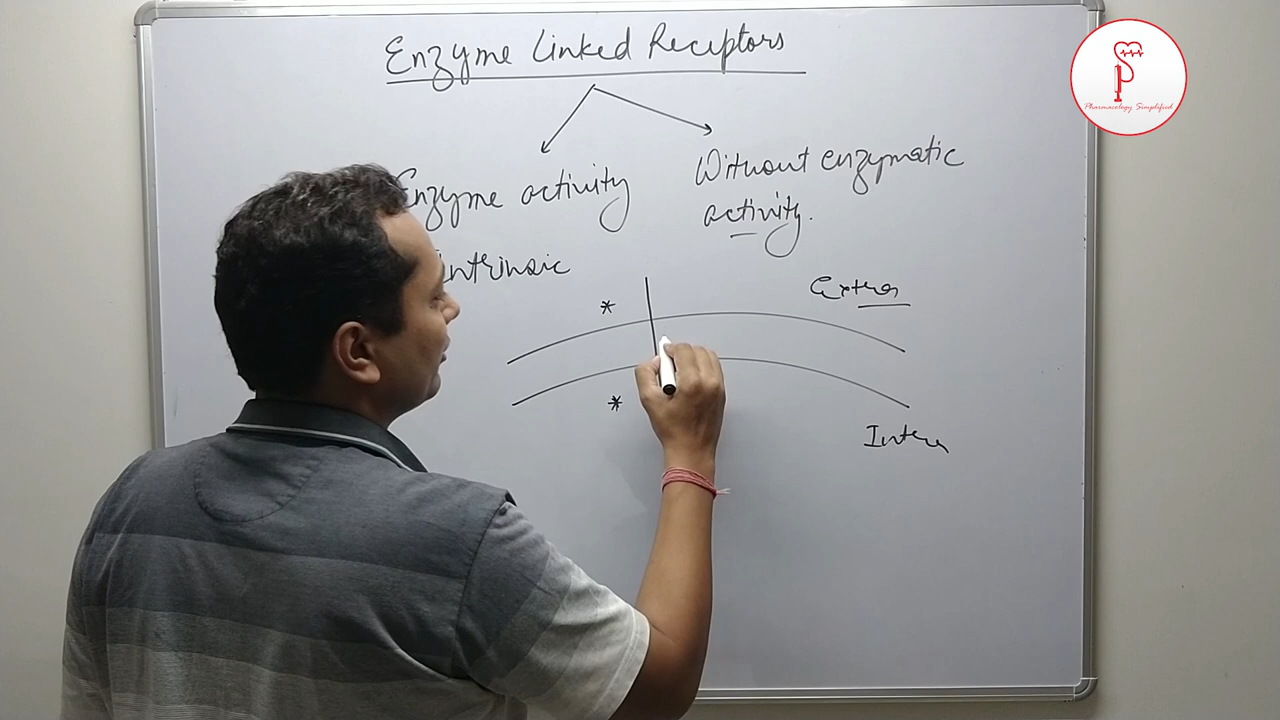 Enzyme Linked Receptors
Enzyme activity
intrinsic
Without enzymatic
activity.
*
Extra
*
Intra
Pharmacology Simplified